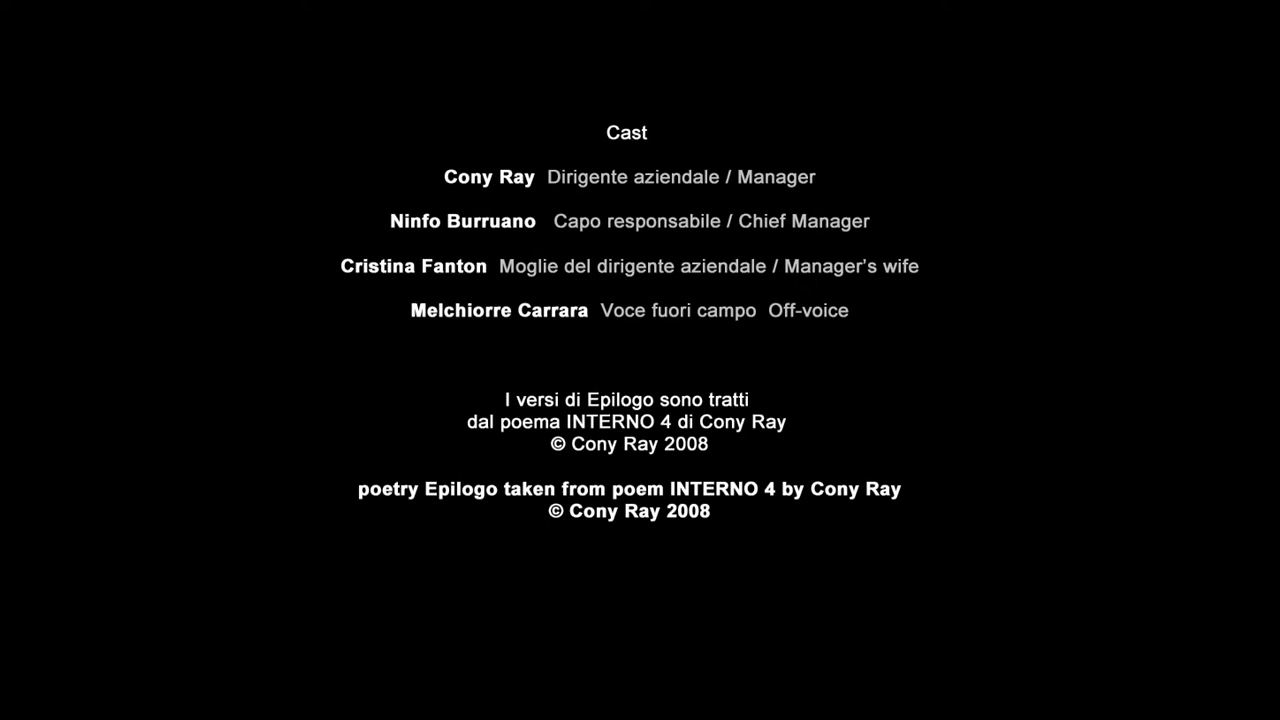 Cast
Cony Ray Dirigente aziendale / Manager
Ninfo Burruano Capo responsabile / Chief Manager
Cristina Fanton Moglie del dirigente aziendale / Manager’s wife
Melchiorre Carrara Voce fuori campo Off-voice
I versi di Epilogo sono tratti
dal poema INTERNO 4 di Cony Ray
© Cony Ray 2008
poetry Epilogo taken from poem INTERNO 4 by Cony Ray
© Cony Ray 2008